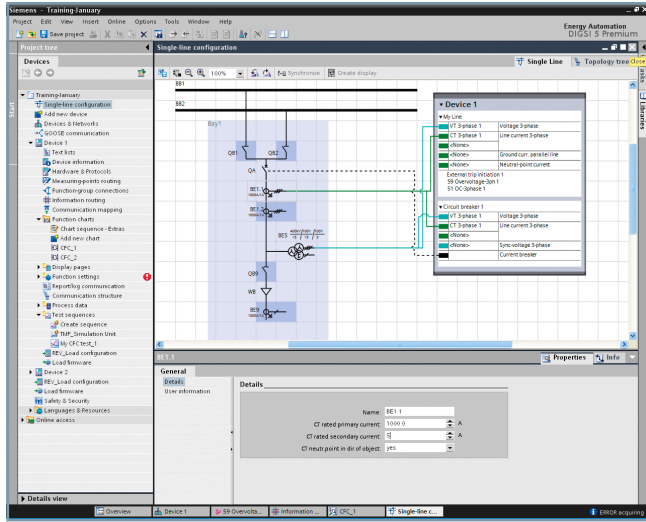 Siemens - Training-January
Project Edit View Insert Online Options Tools Window Help
Save project
Energy Automation
DIGSI 5 Premium
Project tree
Single-line configuration
Devices
Single Line Topology tree Close
100% Synchronize Create display
Training-January
Single-line configuration
Add new device
Devices & Networks
GOOSE communication
Device 1
Text lists
Device information
Hardware & Protocols
Measuring-points routing
Function-group connections
Information routing
Communication mapping
Function charts
Chart sequence - Extras
Add new chart
CFC_1
CFC_2
Display pages
Function settings
Report/log communication
Communication structure
Process data
Test sequences
Create sequence
TMP_Simulation Unit
My CFC test_1
REV_Load configuration
Load firmware
Device 2
REV_Load configuration
Load firmware
Safety & Security
Languages & Resources
Online access
Details view
Start
Tasks
Libraries
BB1
BB2
Bay1
QB1 QB2
QA
BE1.1
BE1.2
BE5
QB9
WB
BE9
Device 1
My Line
VT 3-phase 1 Voltage 3-phase
CT 3-phase 1 Line current 3-phase
<None>
<None> Ground curr. parallel line
<None> Neutral-point current
External trip initiation 1
59 Overvoltage-3ph 1
51 OC-3phase 1
Circuit breaker 1
VT 3-phase 1 Voltage 3-phase
CT 3-phase 1 Line current 3-phase
<None>
<None> Sync-voltage 3-phase
Current breaker
BE1.1
Properties Info
General
Details
User information
Details
Name: BE1.1
CT rated primary current: 1000.0 A
CT rated secondary current: 5 A
CT neutr.point in dir.of object: yes
Overview Device 1 59 Overvolta... Information ... CFC_1 Single-line c... ERROR acquiring